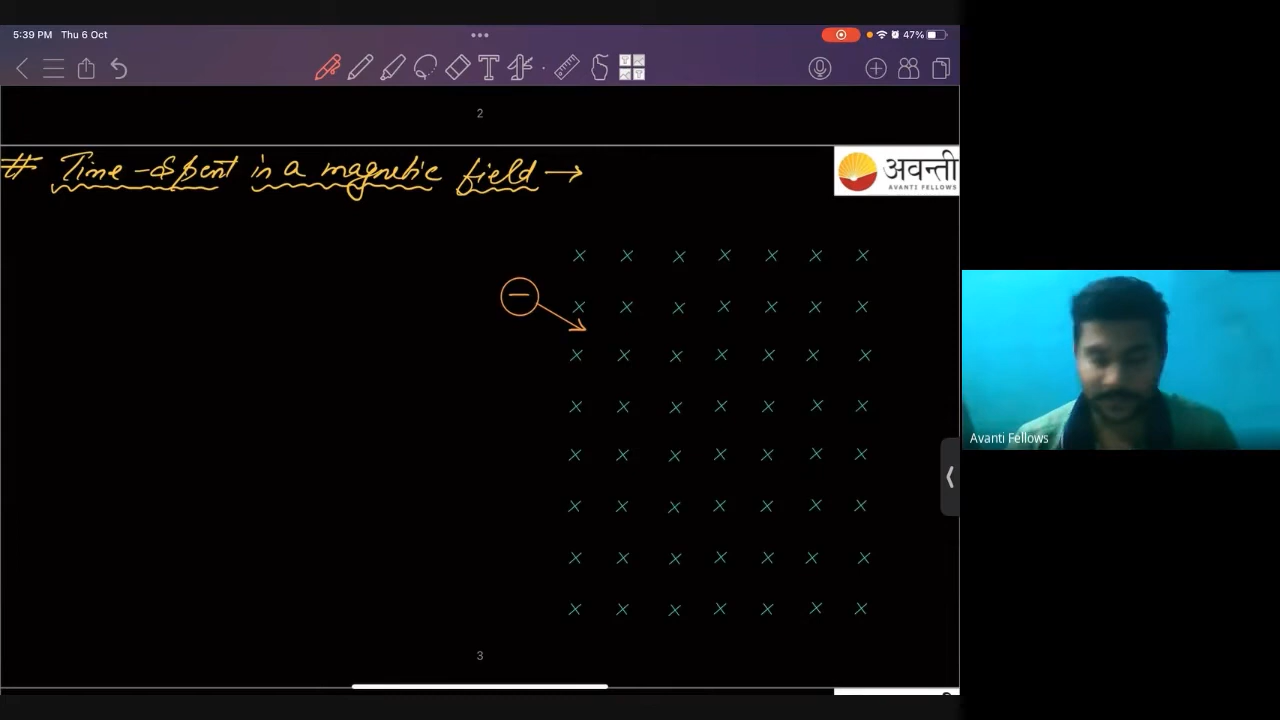 5:39 PM Thu 6 Oct
47%
2
# Time-Spent in a magnetic field →
अवन्ती
AVANTI FELLOWS
Avanti Fellows
3